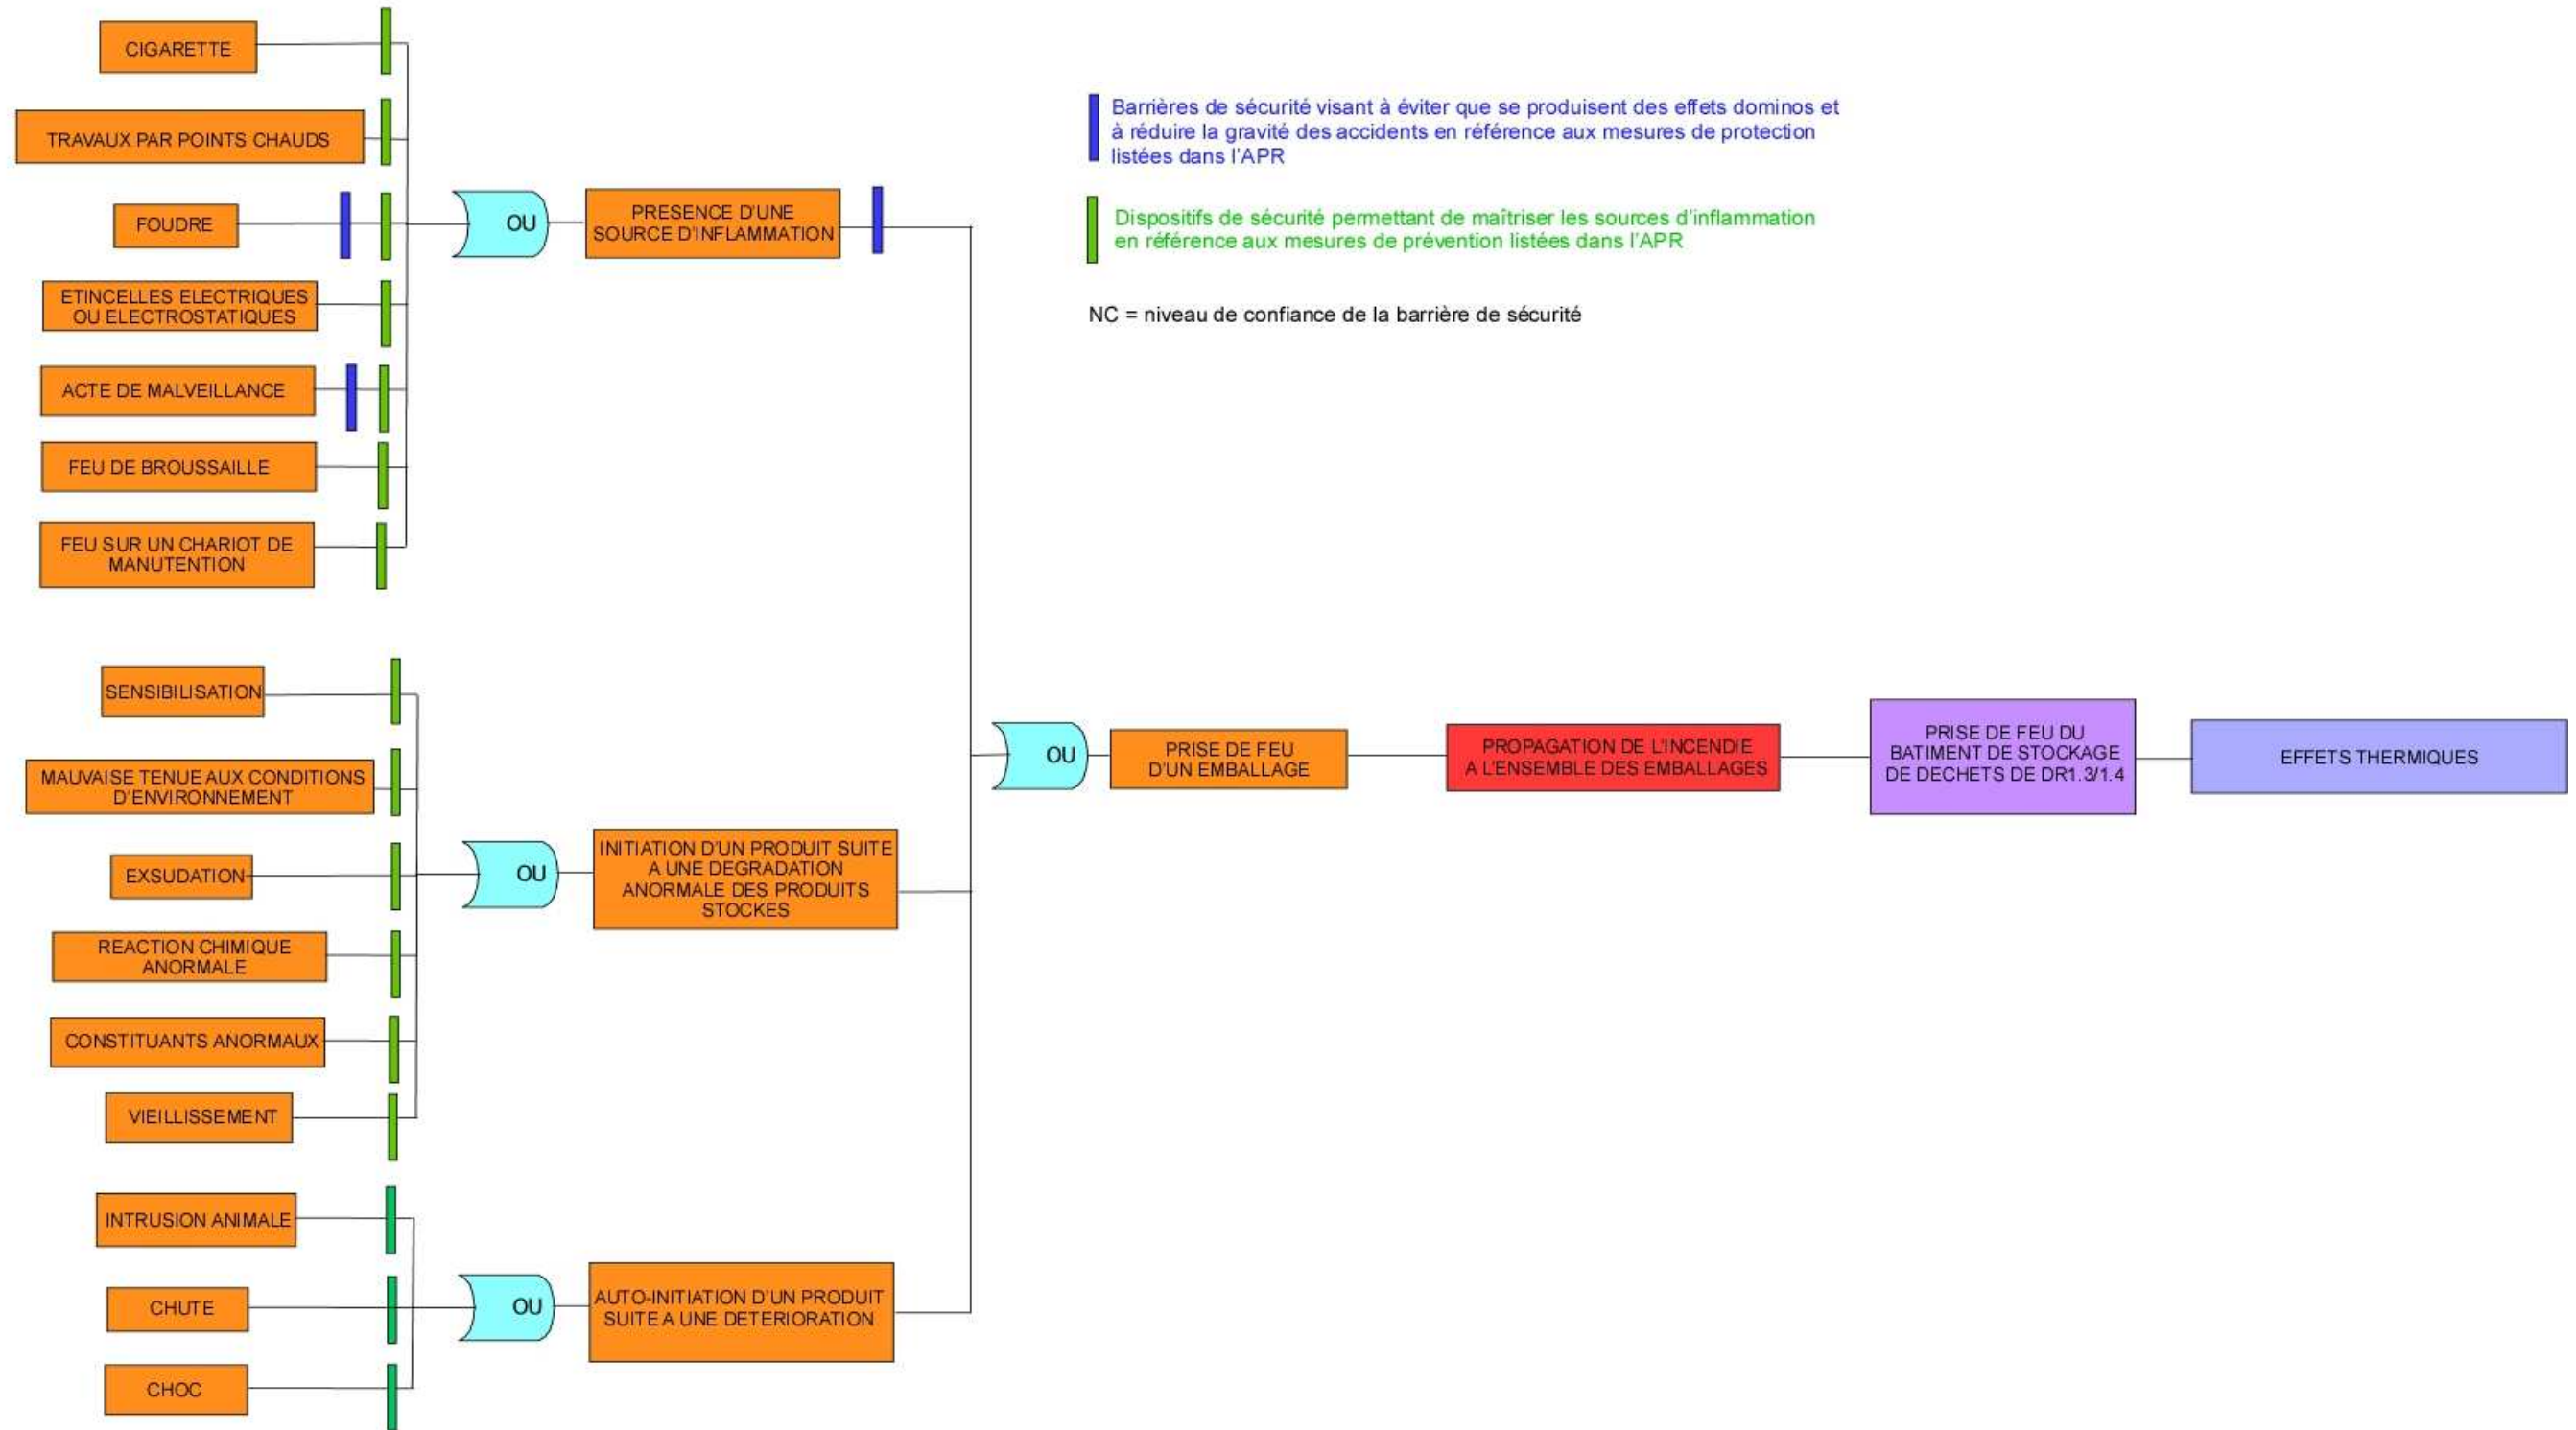 CIGARETTE
TRAVAUX PAR POINTS CHAUDS
FOUDRE
ETINCELLES ELECTRIQUES
OU ELECTROSTATIQUES
ACTE DE MALVEILLANCE
FEU DE BROUSSAILLE
FEU SUR UN CHARIOT DE
MANUTENTION
OU
PRESENCE D'UNE
SOURCE D'INFLAMMATION
Barrières de sécurité visant à éviter que se produisent des effets dominos et
à réduire la gravité des accidents en référence aux mesures de protection
listées dans l'APR
Dispositifs de sécurité permettant de maîtriser les sources d'inflammation
en référence aux mesures de prévention listées dans l'APR
NC = niveau de confiance de la barrière de sécurité
SENSIBILISATION
MAUVAISE TENUE AUX CONDITIONS
D'ENVIRONNEMENT
EXSUDATION
REACTION CHIMIQUE
ANORMALE
CONSTITUANTS ANORMAUX
VIEILLISSEMENT
OU
INITIATION D'UN PRODUIT SUITE
A UNE DEGRADATION
ANORMALE DES PRODUITS
STOCKES
INTRUSION ANIMALE
CHUTE
CHOC
OU
AUTO-INITIATION D'UN PRODUIT
SUITE A UNE DETERIORATION
OU
PRISE DE FEU
D'UN EMBALLAGE
PROPAGATION DE L'INCENDIE
A L'ENSEMBLE DES EMBALLAGES
PRISE DE FEU DU
BATIMENT DE STOCKAGE
DE DECHETS DE DR1.3/1.4
EFFETS THERMIQUES